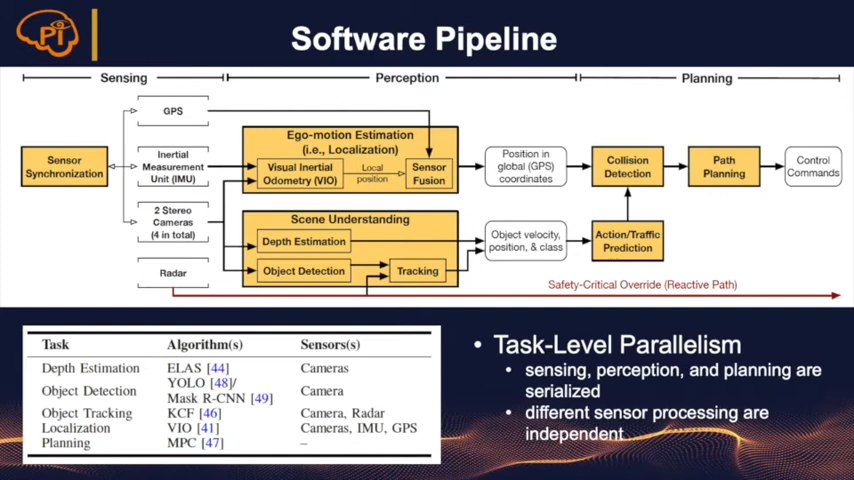 PI
Software Pipeline
Sensing
Perception
Planning
GPS
Sensor
Synchronization
Inertial
Measurement
Unit (IMU)
2 Stereo
Cameras
(4 in total)
Radar
Ego-motion Estimation
(i.e., Localization)
Visual Inertial
Odometry (VIO)
Local
position
Sensor
Fusion
Scene Understanding
Depth Estimation
Object Detection
Tracking
Position in
global (GPS)
coordinates
Object velocity,
position, & class
Collision
Detection
Path
Planning
Control
Commands
Action/Traffic
Prediction
Safety-Critical Override (Reactive Path)
Task Algorithm(s) Sensors(s)
Depth Estimation ELAS [44] Cameras
Object Detection YOLO [48]/ Camera
Mask R-CNN [49]
Object Tracking KCF [46] Camera, Radar
Localization VIO [41] Cameras, IMU, GPS
Planning MPC [47] –
• Task-Level Parallelism
• sensing, perception, and planning are
serialized
• different sensor processing are
independent